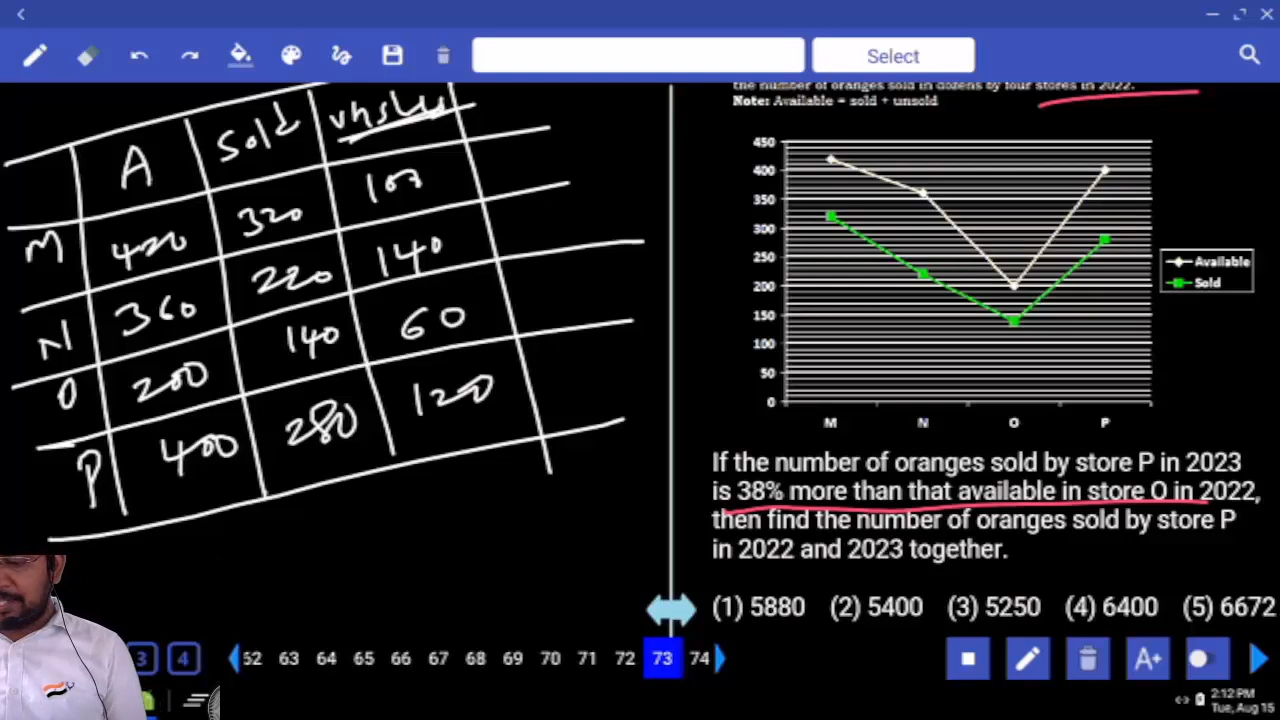 Select
the number of oranges sold in dozens by four stores in 2022.
Note: Available = sold + unsold
A Sold unsold
M 420 320 100
N 360 220 140
O 200 140 60
P 400 280 120
450
400
350
300
250
200
150
100
50
0
M N O P
Available
Sold
If the number of oranges sold by store P in 2023
is 38% more than that available in store O in 2022,
then find the number of oranges sold by store P
in 2022 and 2023 together.
(1) 5880 (2) 5400 (3) 5250 (4) 6400 (5) 6672
3 4 52 63 64 65 66 67 68 69 70 71 72 73 74
A+
2:12 PM
Tue, Aug 15